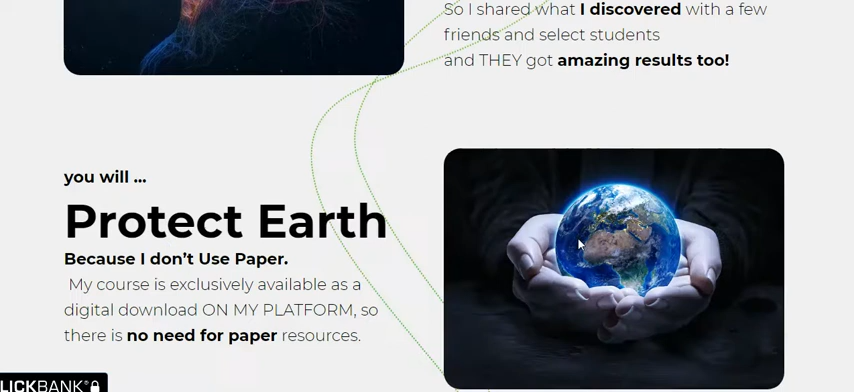 So I shared what I discovered with a few
friends and select students
and THEY got amazing results too!
you will ...
Protect Earth
Because I don't Use Paper.
My course is exclusively available as a
digital download ON MY PLATFORM, so
there is no need for paper resources.
LICKBANK®